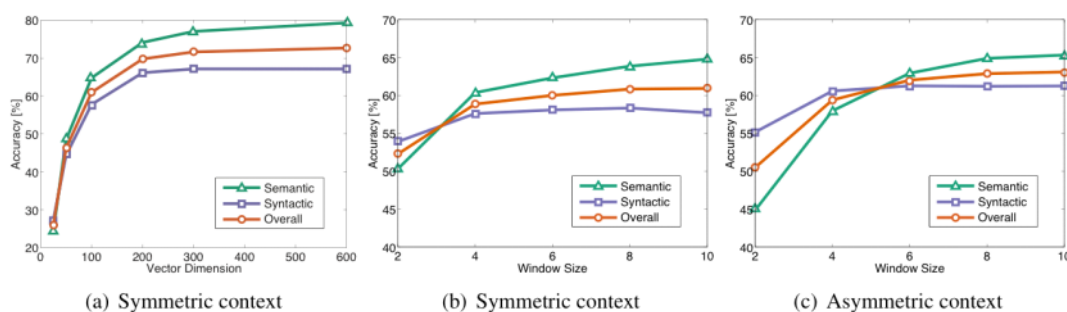 80
70
60
50
40
30
20
0
100
200
300
400
500
600
Accuracy [%]
Vector Dimension
Semantic
Syntactic
Overall
(a) Symmetric context
70
65
60
55
50
45
40
2
4
6
8
10
Accuracy [%]
Window Size
Semantic
Syntactic
Overall
(b) Symmetric context
70
65
60
55
50
45
40
2
4
6
8
10
Accuracy [%]
Window Size
Semantic
Syntactic
Overall
(c) Asymmetric context